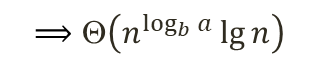 ⟹ Θ(n^{log_b a} lg n)